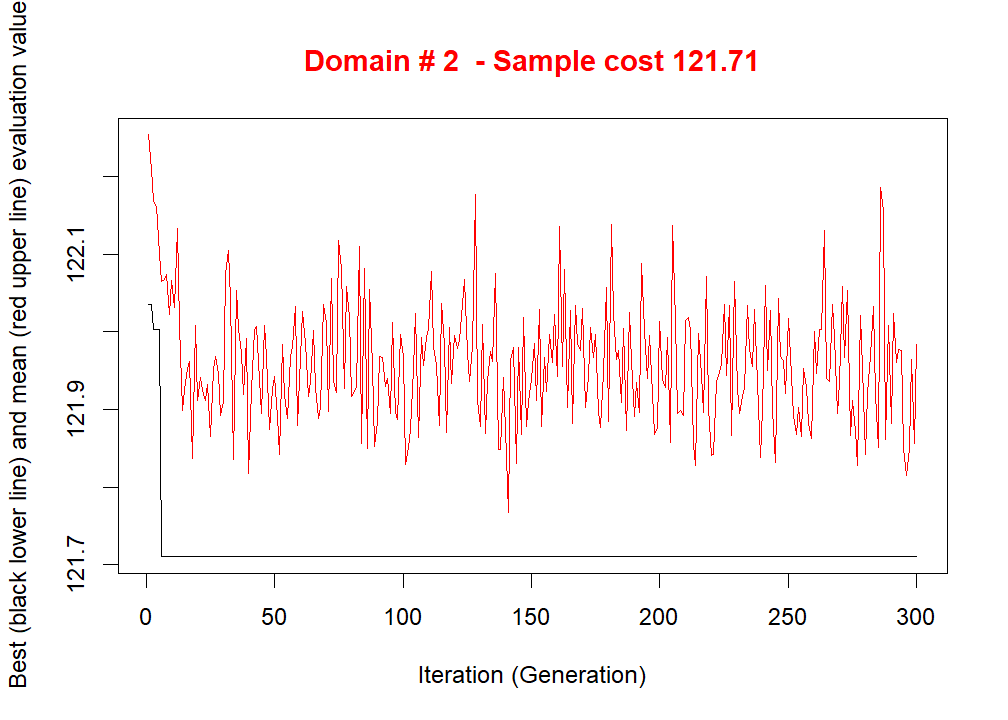 Domain # 2  - Sample cost 121.71
Best (black lower line) and mean (red upper line) evaluation value
122.1
121.9
121.7
0 50 100 150 200 250 300
Iteration (Generation)